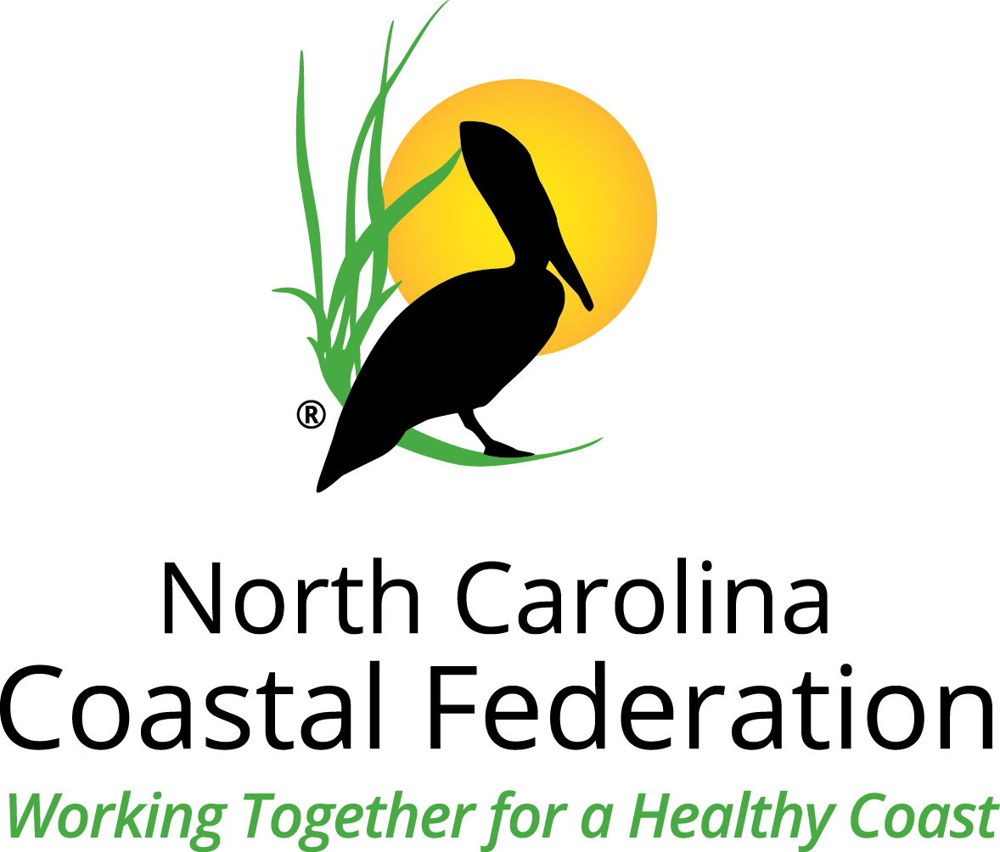 ®
North Carolina
Coastal Federation
Working Together for a Healthy Coast